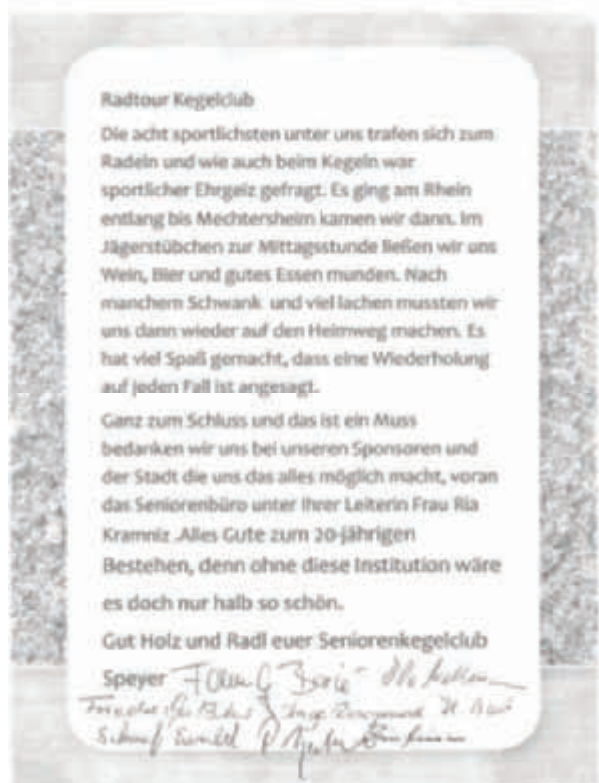 Radtour Kegelclub
Die acht sportlichsten unter uns trafen sich zum
Radeln und wie auch beim Kegeln war
sportlicher Ehrgeiz gefragt. Es ging am Rhein
entlang bis Mechtersheim kamen wir dann. Im
Jägerstübchen zur Mittagsstunde ließen wir uns
Wein, Bier und gutes Essen munden. Nach
manchem Schwank und viel lachen mussten wir
uns dann wieder auf den Heimweg machen. Es
hat viel Spaß gemacht, dass eine Wiederholung
auf jeden Fall ist angesagt.
Ganz zum Schluss und das ist ein Muss
bedanken wir uns bei unseren Sponsoren und
der Stadt die uns das alles möglich macht, voran
das Seniorenbüro unter ihrer Leiterin Frau Ria
Kramniz .Alles Gute zum 20-jährigen
Bestehen, denn ohne diese Institution wäre
es doch nur halb so schön.
Gut Holz und Radl euer Seniorenkegelclub
Speyer